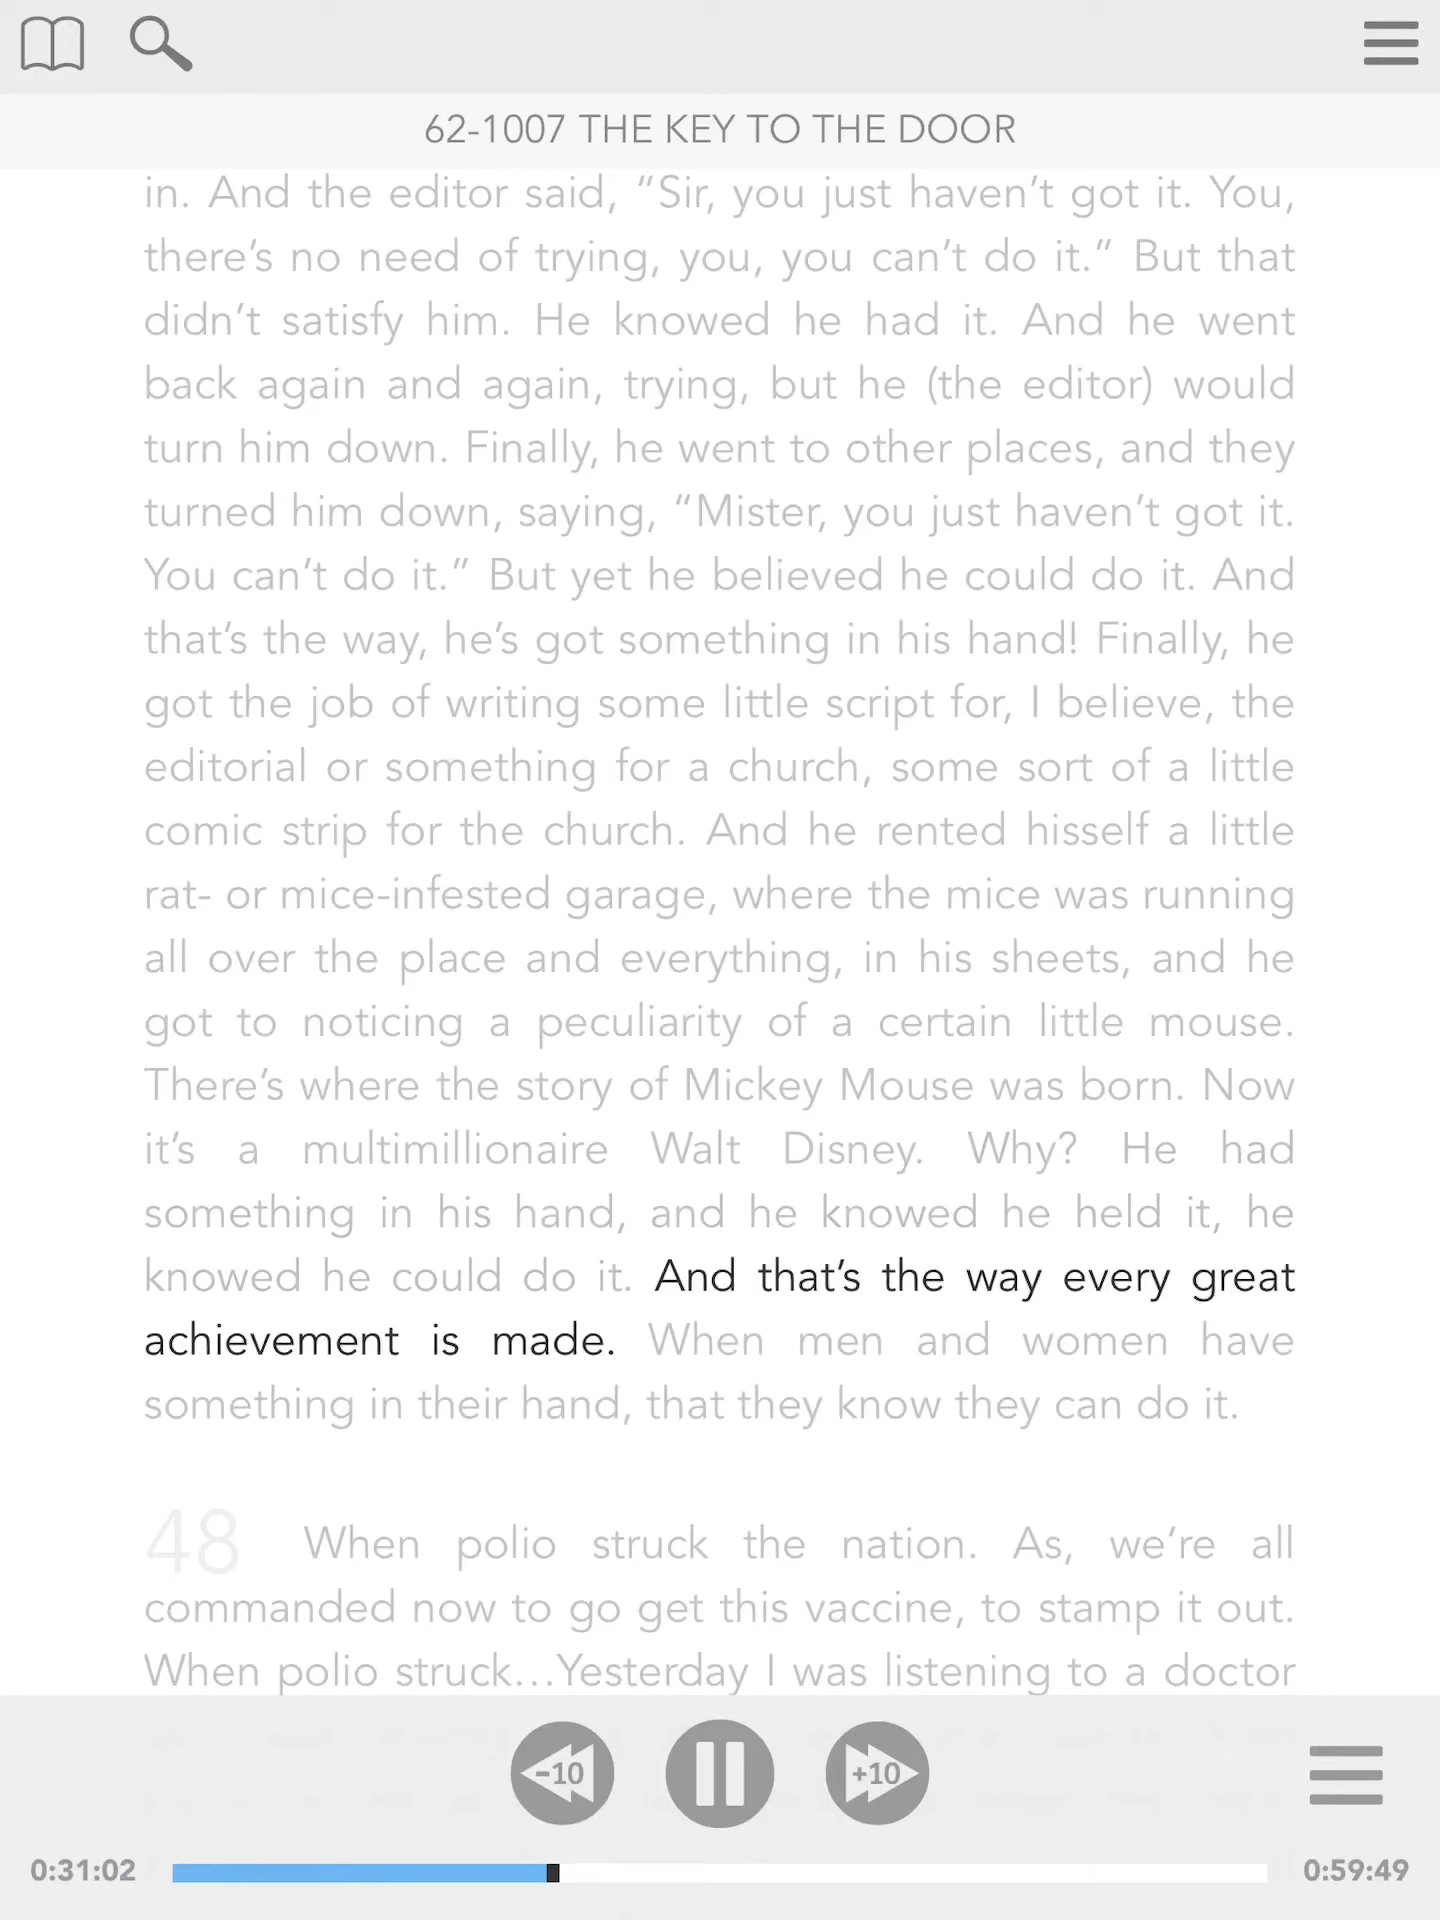 62-1007 THE KEY TO THE DOOR
in. And the editor said, “Sir, you just haven’t got it. You,
there’s no need of trying, you, you can’t do it.” But that
didn’t satisfy him. He knowed he had it. And he went
back again and again, trying, but he (the editor) would
turn him down. Finally, he went to other places, and they
turned him down, saying, “Mister, you just haven’t got it.
You can’t do it.” But yet he believed he could do it. And
that’s the way, he’s got something in his hand! Finally, he
got the job of writing some little script for, I believe, the
editorial or something for a church, some sort of a little
comic strip for the church. And he rented hisself a little
rat- or mice-infested garage, where the mice was running
all over the place and everything, in his sheets, and he
got to noticing a peculiarity of a certain little mouse.
There’s where the story of Mickey Mouse was born. Now
it’s a multimillionaire Walt Disney. Why? He had
something in his hand, and he knowed he held it, he
knowed he could do it. And that’s the way every great
achievement is made. When men and women have
something in their hand, that they know they can do it.
48 When polio struck the nation. As, we’re all
commanded now to go get this vaccine, to stamp it out.
When polio struck…Yesterday I was listening to a doctor
-10 +10
0:31:02 0:59:49